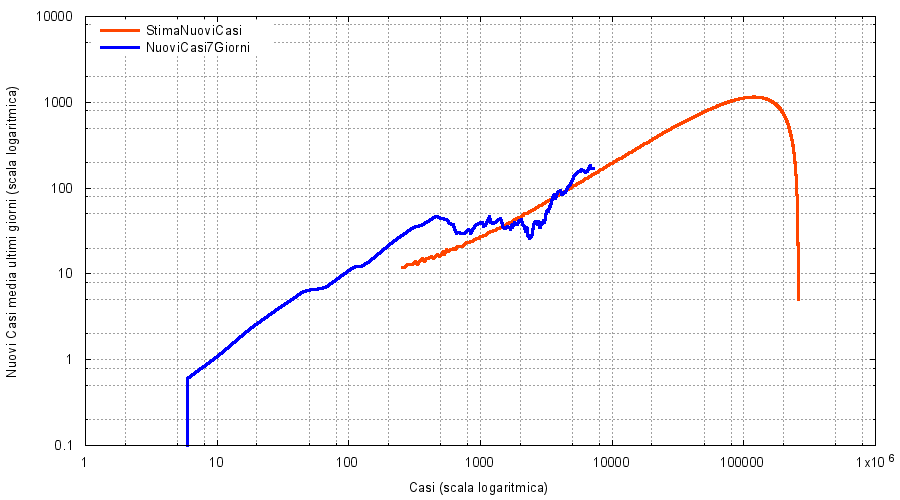 10000
StimaNuoviCasi
NuoviCasi7Giorni
1000
100
10
1
0.1
Nuovi Casi media ultimi giorni (scala logaritmica)
1 10 100 1000 10000 100000 1x10 6
Casi (scala logaritmica)